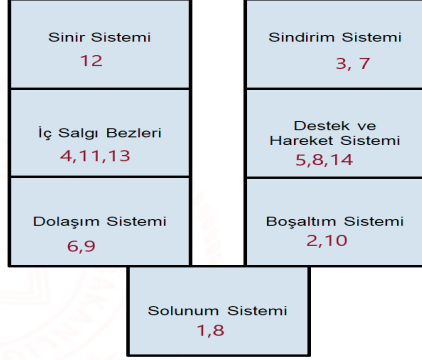 Sinir Sistemi
12
Sindirim Sistemi
3, 7
İç Salgı Bezleri
4,11,13
Destek ve
Hareket Sistemi
5,8,14
Dolaşım Sistemi
6,9
Boşaltım Sistemi
2,10
Solunum Sistemi
1,8